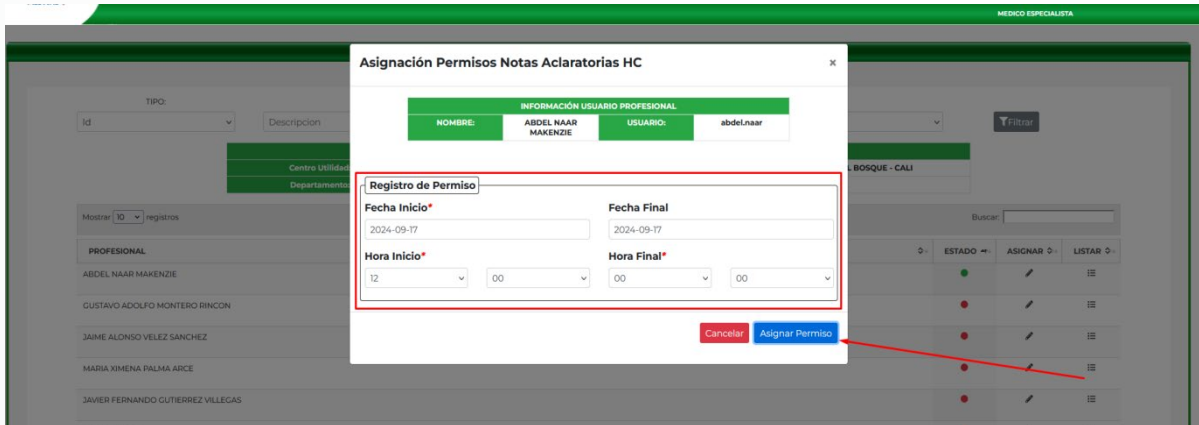 MEDICO ESPECIALISTA
Asignación Permisos Notas Aclaratorias HC ×
INFORMACIÓN USUARIO PROFESIONAL
NOMBRE: ABDEL NAAR MAKENZIE USUARIO: abdel.naar
TIPO:
Id Descripcion Filtrar
Centro Utilidad BOSQUE - CALI
Departamento
Registro de Permiso
Fecha Inicio* Fecha Final
2024-09-17 2024-09-17
Hora Inicio* Hora Final*
12 00 00 00
Cancelar Asignar Permiso
Mostrar 10 registros Buscar:
PROFESIONAL ESTADO ASIGNAR LISTAR
ABDEL NAAR MAKENZIE
GUSTAVO ADOLFO MONTERO RINCON
JAIME ALONSO VELEZ SANCHEZ
MARIA XIMENA PALMA ARCE
JAVIER FERNANDO GUTIERREZ VILLEGAS